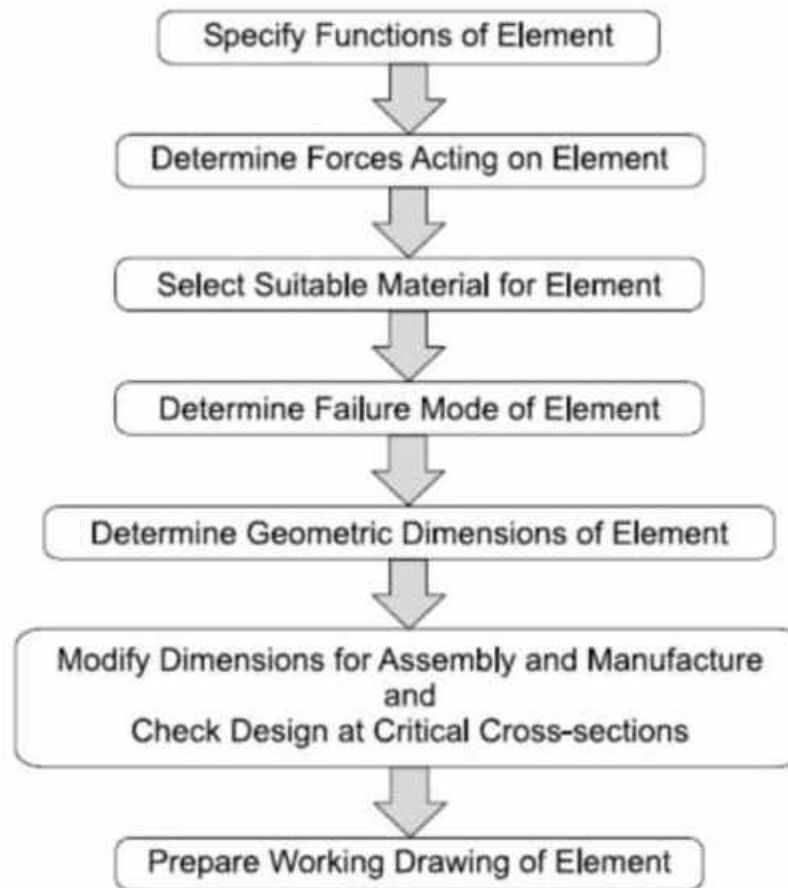 Specify Functions of Element
Determine Forces Acting on Element
Select Suitable Material for Element
Determine Failure Mode of Element
Determine Geometric Dimensions of Element
Modify Dimensions for Assembly and Manufacture
and
Check Design at Critical Cross-sections
Prepare Working Drawing of Element